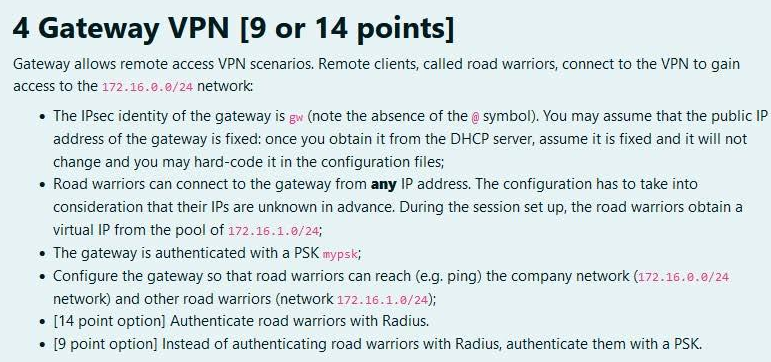 4 Gateway VPN [9 or 14 points]
Gateway allows remote access VPN scenarios. Remote clients, called road warriors, connect to the VPN to gain
access to the 172.16.0.0/24 network:
• The IPsec identity of the gateway is gw (note the absence of the @ symbol). You may assume that the public IP
address of the gateway is fixed: once you obtain it from the DHCP server, assume it is fixed and it will not
change and you may hard-code it in the configuration files;
• Road warriors can connect to the gateway from any IP address. The configuration has to take into
consideration that their IPs are unknown in advance. During the session set up, the road warriors obtain a
virtual IP from the pool of 172.16.1.0/24;
• The gateway is authenticated with a PSK mypsk;
• Configure the gateway so that road warriors can reach (e.g. ping) the company network (172.16.0.0/24
network) and other road warriors (network 172.16.1.0/24);
• [14 point option] Authenticate road warriors with Radius.
• [9 point option] Instead of authenticating road warriors with Radius, authenticate them with a PSK.